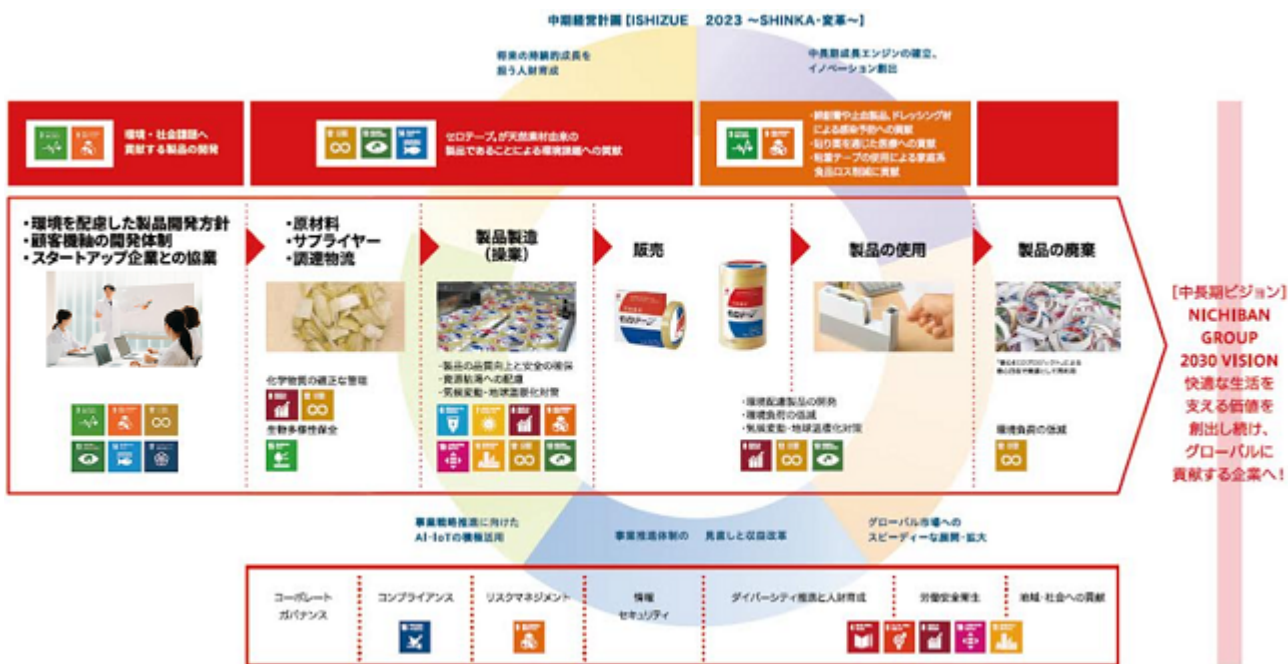 中期経営計画【ISHIZUE 2023 ～SHINKA・変革～】
将来の持続的成長を
担う人財育成
中長期成長エンジンの確立、
イノベーション創出
環境・社会課題へ
貢献する製品の開発
セロテープ®が天然素材由来の
製品であることによる環境課題への貢献
・絆創膏や止血製品、ドレッシング材
による感染予防への貢献
・貼り薬を通じた医療への貢献
・和菓テープの使用による家庭系
食品ロス削減に貢献
・環境を配慮した製品開発方針
・顧客機軸の開発体制
・スタートアップ企業との協業
・原材料
・サプライヤー
・調達物流
製品製造
(操業)
販売
製品の使用
製品の廃棄
セロテープ
化学物質の適正な管理
生物多様性保全
・製品の品質向上と安全の確保
・資源航海への配慮
・気候変動・地球温暖化対策
・環境配慮製品の開発
・環境負荷の低減
・気候変動・地球温暖化対策
環境負荷の低減
[中長期ビジョン]
NICHIBAN
GROUP
2030 VISION
快適な生活を
支える価値を
創出し続け、
グローバルに
貢献する企業へ!
事業戦略推進に向けた
AI・IoTの積極活用
事業推進体制の 見直しと収益改革
グローバル市場への
スピーディーな展開・拡大
コーポレート
ガバナンス
コンプライアンス
リスクマネジメント
情報
セキュリティ
ダイバーシティ推進と人財育成
労働安全衛生
地域・社会への貢献